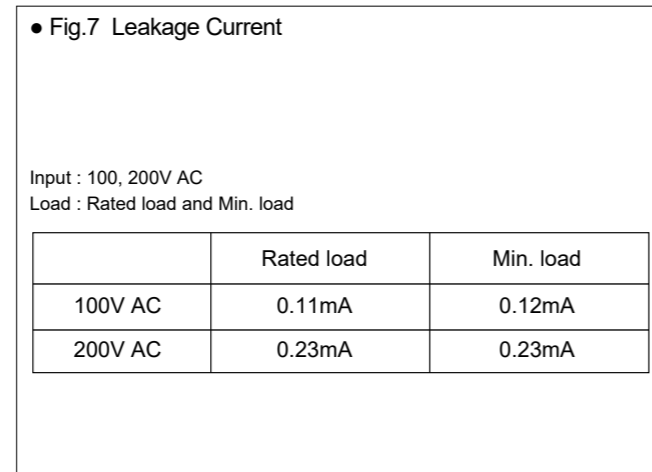 ● Fig.7 Leakage Current
Input : 100, 200V AC
Load : Rated load and Min. load
Rated load Min. load
100V AC 0.11mA 0.12mA
200V AC 0.23mA 0.23mA